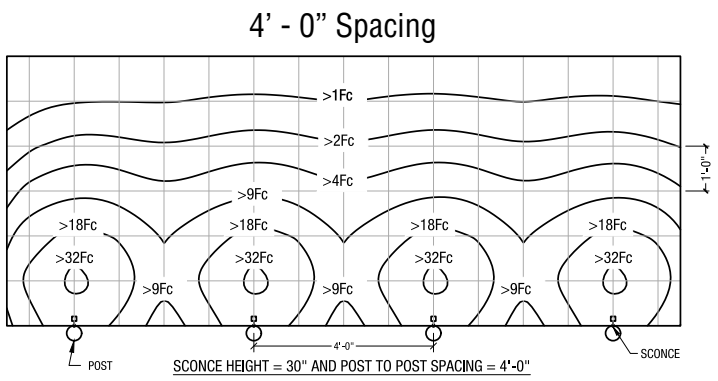 4' - 0" Spacing
>1Fc
>2Fc
1'-0"
>4Fc
>9Fc
>18Fc >18Fc >18Fc >18Fc
>32Fc >32Fc >32Fc >32Fc
>9Fc >9Fc >9Fc
4'-0"
POST
SCONCE
SCONCE HEIGHT = 30" AND POST TO POST SPACING = 4'-0"